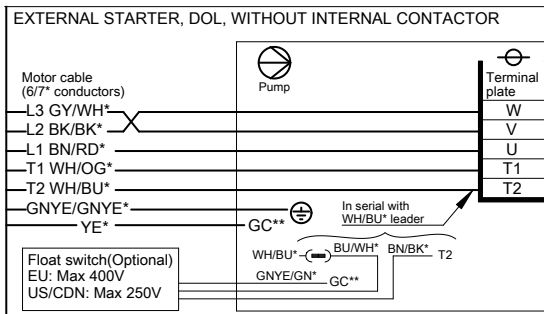 EXTERNAL STARTER, DOL, WITHOUT INTERNAL CONTACTOR
Motor cable
(6/7* conductors)
Pump
Terminal
plate
L3 GY/WH*
W
L2 BK/BK*
V
L1 BN/RD*
U
T1 WH/OG*
T1
T2 WH/BU*
T2
GNYE/GNYE*
YE*
GC**
In serial with
WH/BU* leader
WH/BU*
BU/WH*
BN/BK*
T2
GNYE/GN*
GC**
Float switch(Optional)
EU: Max 400V
US/CDN: Max 250V